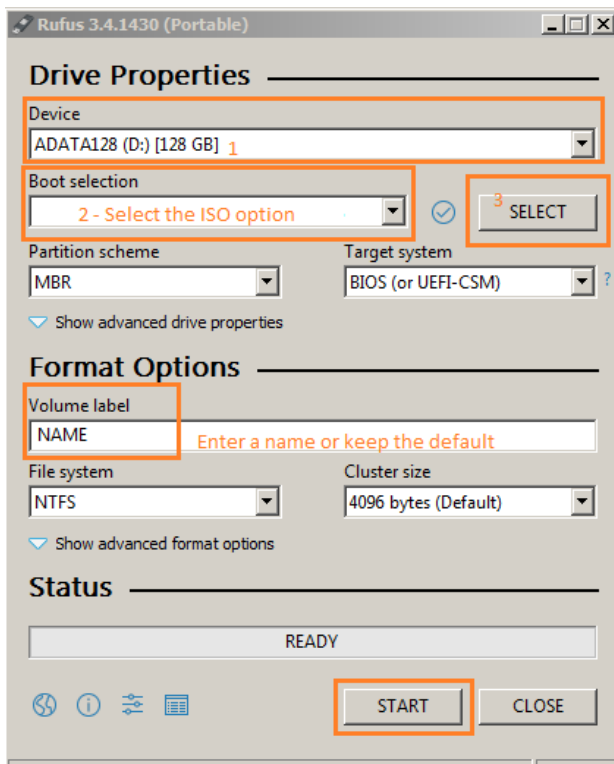 Rufus 3.4.1430 (Portable)
Drive Properties
Device
ADATA128 (D:) [128 GB] 1
Boot selection
2 - Select the ISO option
3 SELECT
Partition scheme Target system
MBR BIOS (or UEFI-CSM) ?
Show advanced drive properties
Format Options
Volume label
NAME Enter a name or keep the default
File system Cluster size
NTFS 4096 bytes (Default)
Show advanced format options
Status
READY
START CLOSE